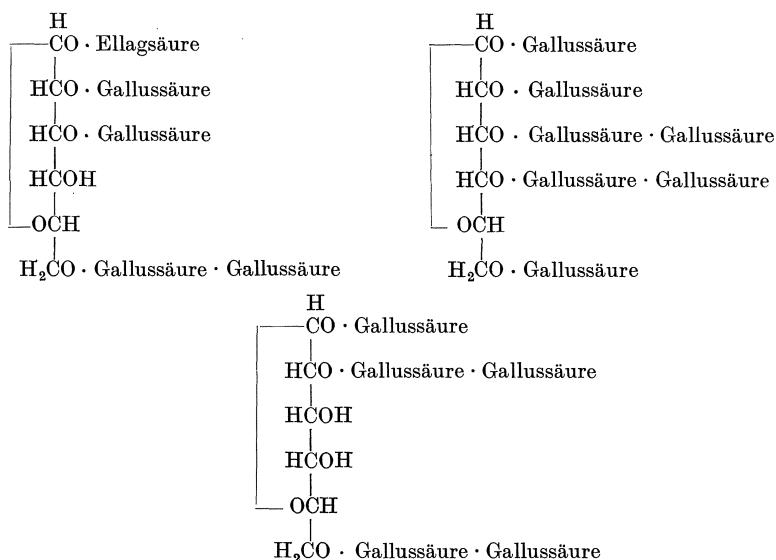 H
CO · Ellagsäure
HCO · Gallussäure
HCO · Gallussäure
HCOH
OCH
H₂CO · Gallussäure · Gallussäure
H
CO · Gallussäure
HCO · Gallussäure
HCO · Gallussäure · Gallussäure
HCO · Gallussäure · Gallussäure
OCH
H₂CO · Gallussäure
H
CO · Gallussäure
HCO · Gallussäure · Gallussäure
HCOH
HCOH
OCH
H₂CO · Gallussäure · Gallussäure